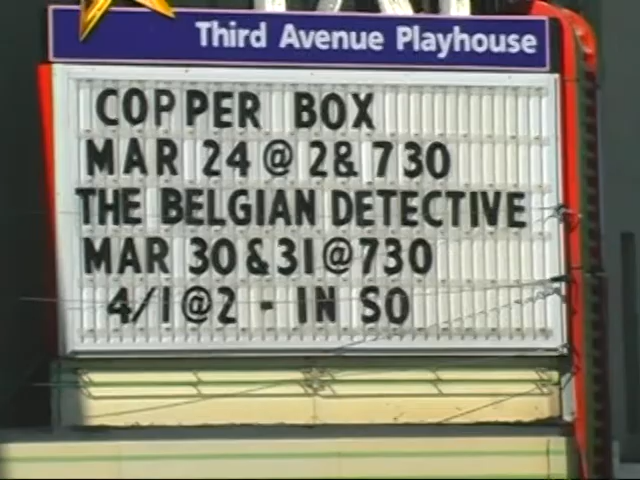 Third Avenue Playhouse
COPPER BOX
MAR 24 @ 2& 730
THE BELGIAN DETECTIVE
MAR 30 & 31@730
4/1@2 - IN SO